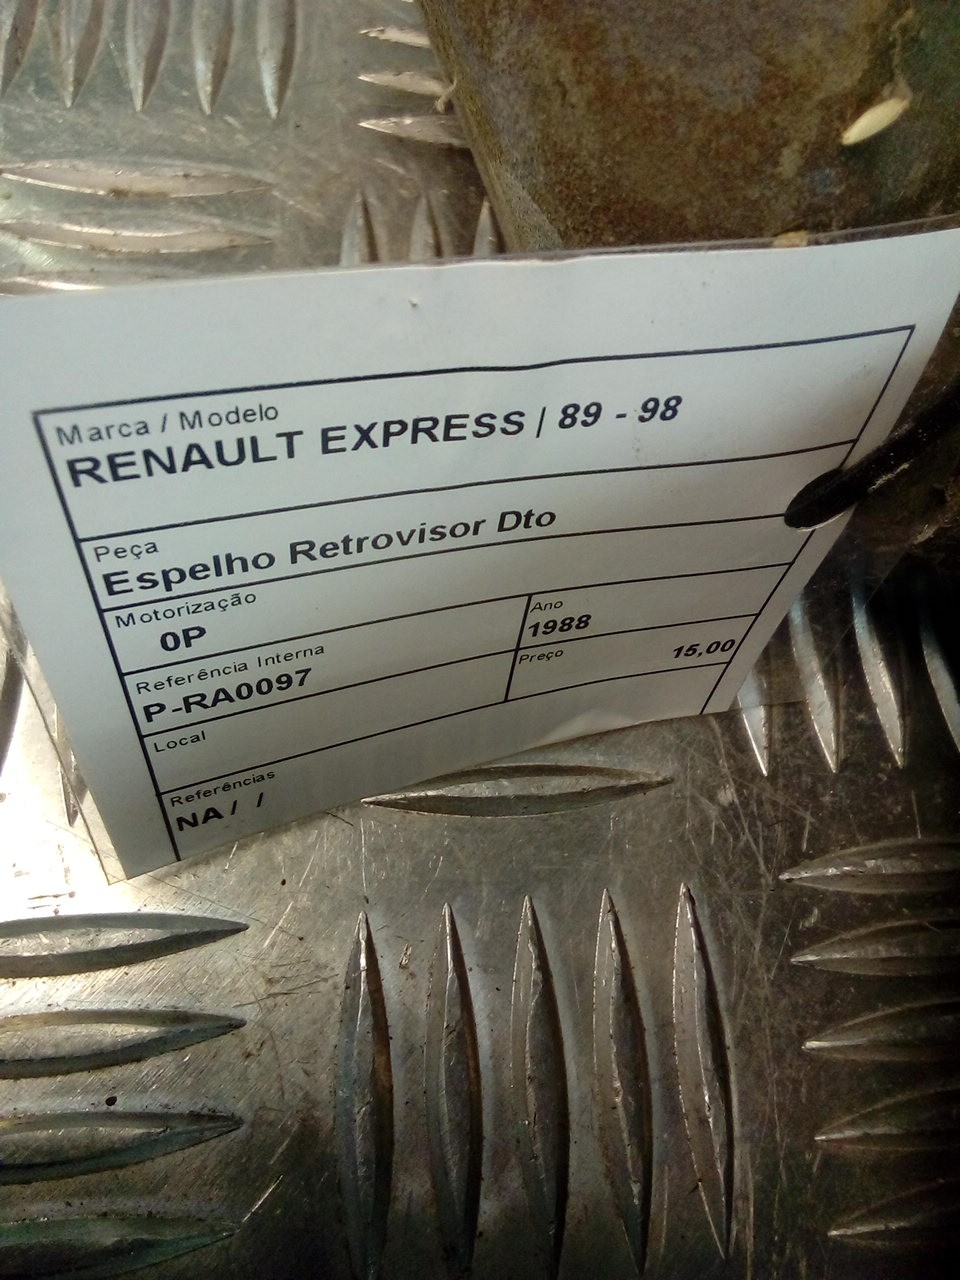 Marca / Modelo
RENAULT EXPRESS / 89 - 98
Peça
Espelho Retrovisor Dto
Motorização
0P
Ano
1988
Referência Interna
P-RA0097
Preço
15,00
Local
Referências
NA / /